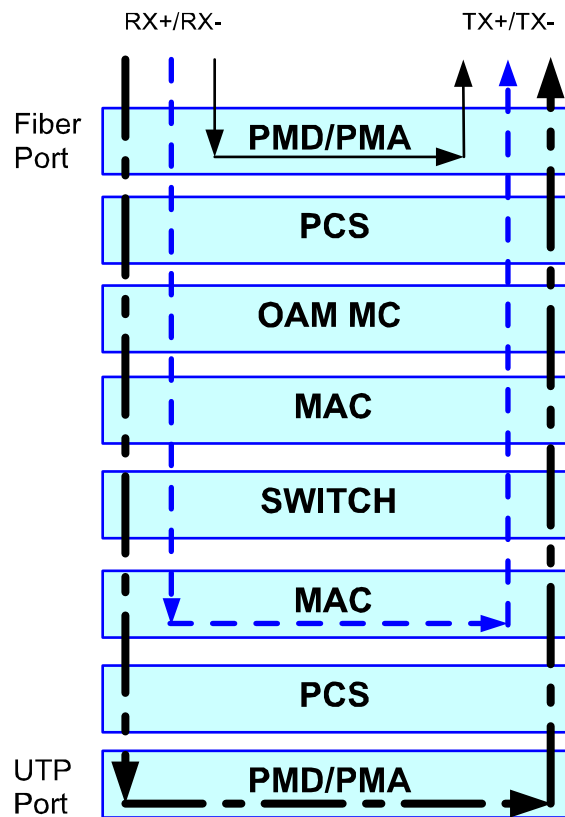 RX+/RX-
TX+/TX-
Fiber
Port
PMD/PMA
PCS
OAM MC
MAC
SWITCH
MAC
PCS
UTP
Port
PMD/PMA